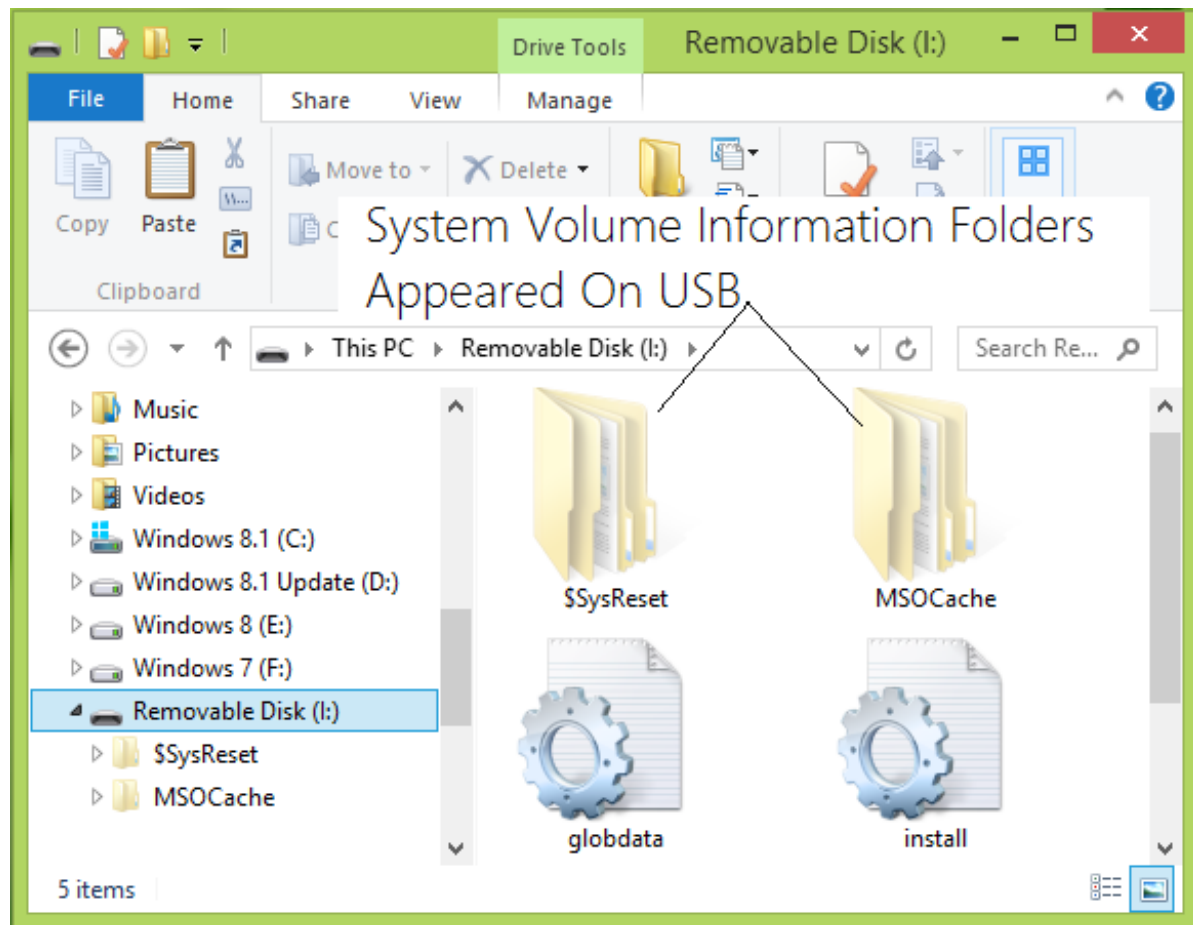 Drive Tools
Removable Disk (I:)
File
Home
Share
View
Manage
Copy
Paste
Move to
Delete
Clipboard
System Volume Information Folders
Appeared On USB
This PC
Removable Disk (I:)
Search Re...
Music
Pictures
Videos
Windows 8.1 (C:)
Windows 8.1 Update (D:)
Windows 8 (E:)
Windows 7 (F:)
Removable Disk (I:)
$SysReset
MSOCache
$SysReset
MSOCache
globdata
install
5 items